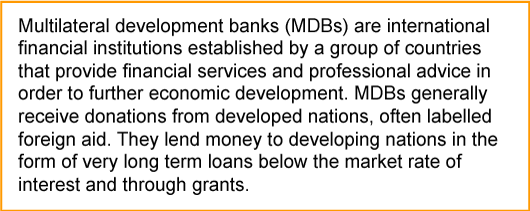 Multilateral development banks (MDBs) are international
financial institutions established by a group of countries
that provide financial services and professional advice in
order to further economic development. MDBs generally
receive donations from developed nations, often labelled
foreign aid. They lend money to developing nations in the
form of very long term loans below the market rate of
interest and through grants.